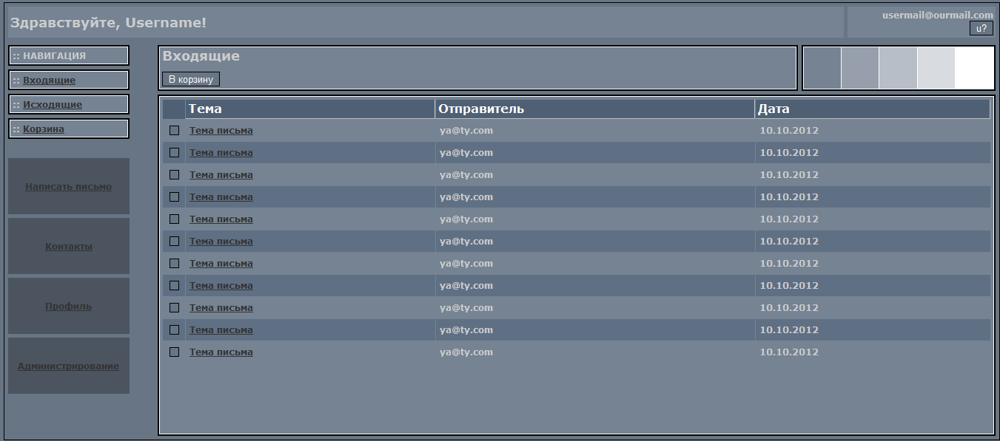 Здравствуйте, Username!
usermail@ourmail.com
u?
:: НАВИГАЦИЯ
:: Входящие
:: Исходящие
:: Корзина
Написать письмо
Контакты
Профиль
Администрирование
Входящие
В корзину
Тема Отправитель Дата
Тема письма ya@ty.com 10.10.2012
Тема письма ya@ty.com 10.10.2012
Тема письма ya@ty.com 10.10.2012
Тема письма ya@ty.com 10.10.2012
Тема письма ya@ty.com 10.10.2012
Тема письма ya@ty.com 10.10.2012
Тема письма ya@ty.com 10.10.2012
Тема письма ya@ty.com 10.10.2012
Тема письма ya@ty.com 10.10.2012
Тема письма ya@ty.com 10.10.2012
Тема письма ya@ty.com 10.10.2012